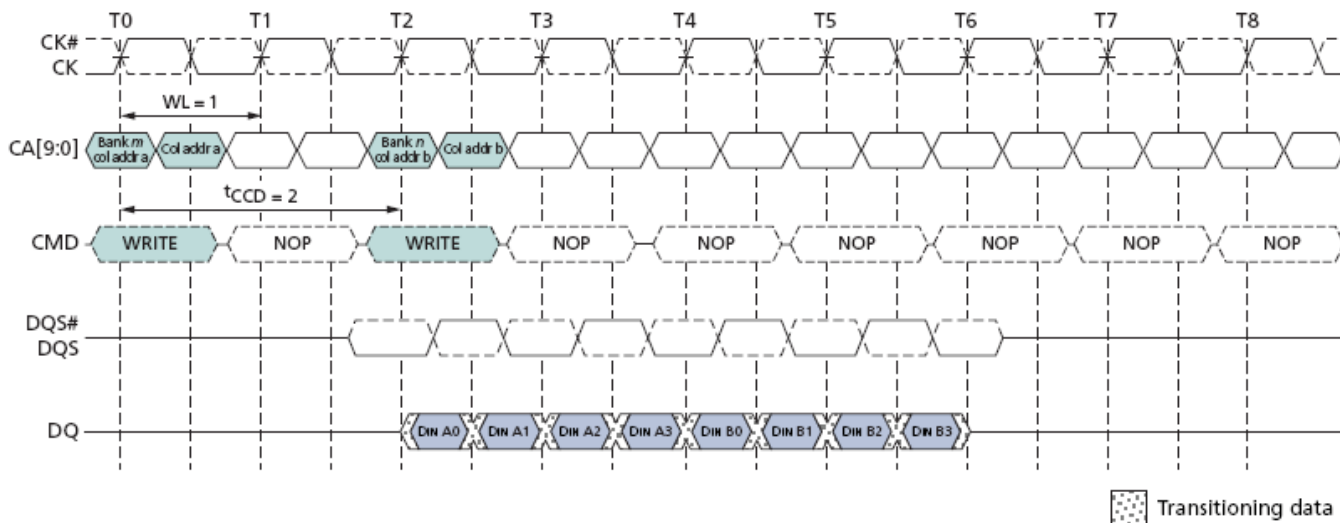 T0 T1 T2 T3 T4 T5 T6 T7 T8
CK#
CK
WL = 1
CA[9:0] Bank m col addr a Col addr a Bank n col addr b Col addr b
tCCD = 2
CMD WRITE NOP WRITE NOP NOP NOP NOP NOP NOP
DQS#
DQS
DQ DIN A0 DIN A1 DIN A2 DIN A3 DIN B0 DIN B1 DIN B2 DIN B3
Transitioning data